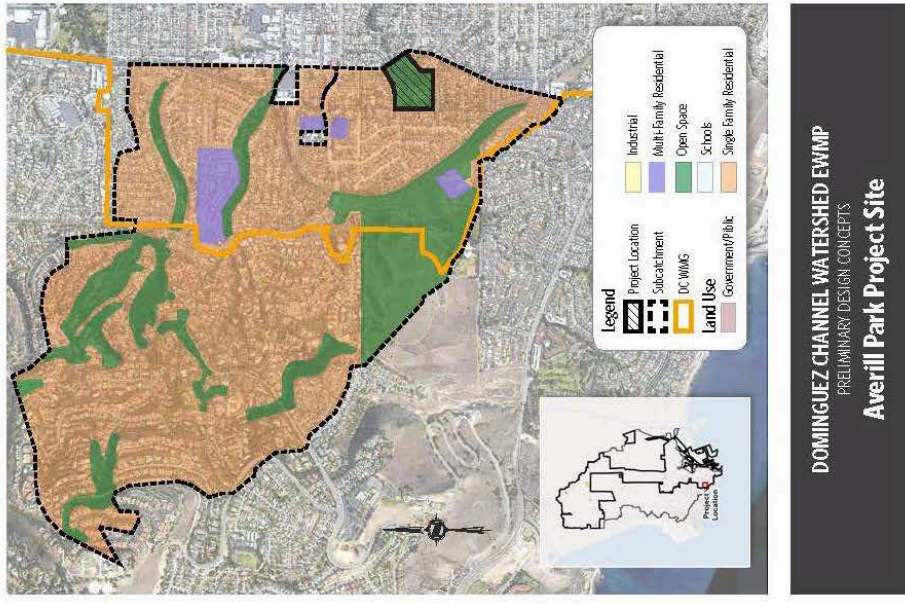 Legend
Project Location
Subcatchment
DC WMG
Land Use
Government/Piblic
Industrial
Multi-Family Residential
Open Space
Schools
Single Family Residential
Project
Location
DOMINGUEZ CHANNEL WATERSHED EWMP
PRELIMINARY DESIGN CONCEPTS
Averill Park Project Site